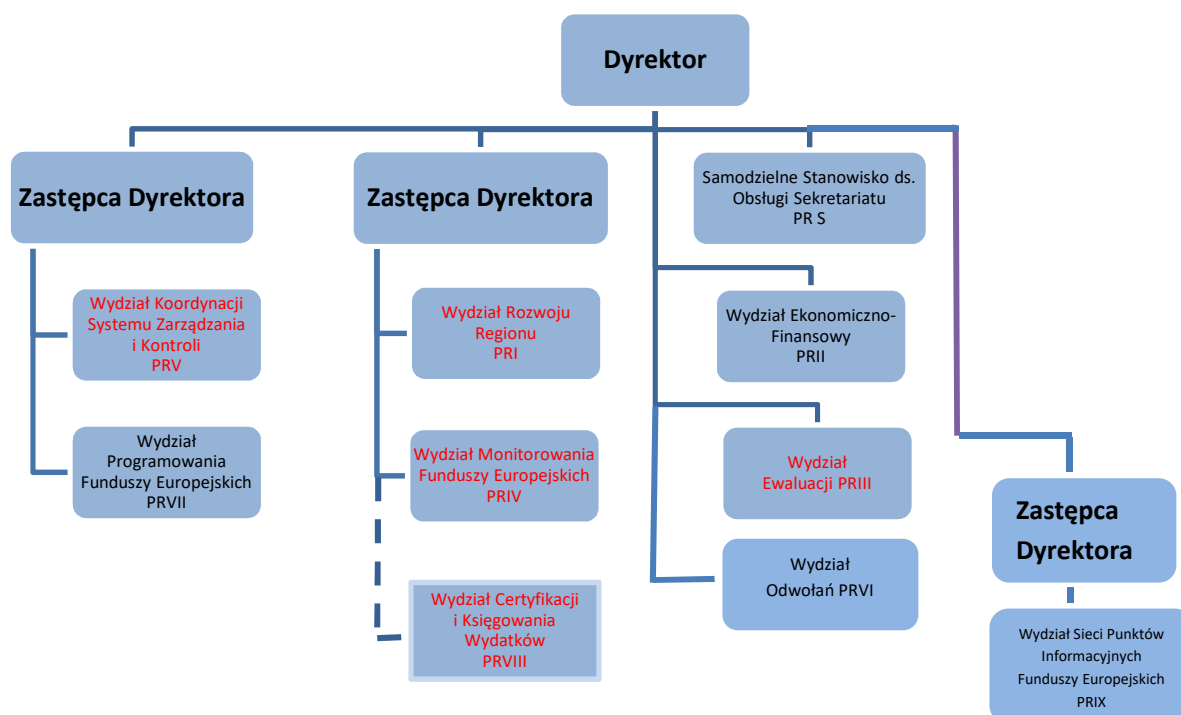 Dyrektor
Zastępca Dyrektora
Wydział Koordynacji
Systemu Zarządzania
i Kontroli
PRV
Wydział
Programowania
Funduszy Europejskich
PRVII
Zastępca Dyrektora
Wydział Rozwoju
Regionu
PRI
Wydział Monitorowania
Funduszy Europejskich
PRIV
Wydział Certyfikacji
i Księgowania
Wydatków
PRVIII
Samodzielne Stanowisko ds.
Obsługi Sekretariatu
PR S
Wydział Ekonomiczno-
Finansowy
PRII
Wydział
Ewaluacji PRIII
Wydział
Odwołań PRVI
Zastępca
Dyrektora
Wydział Sieci Punktów
Informacyjnych
Funduszy Europejskich
PRIX